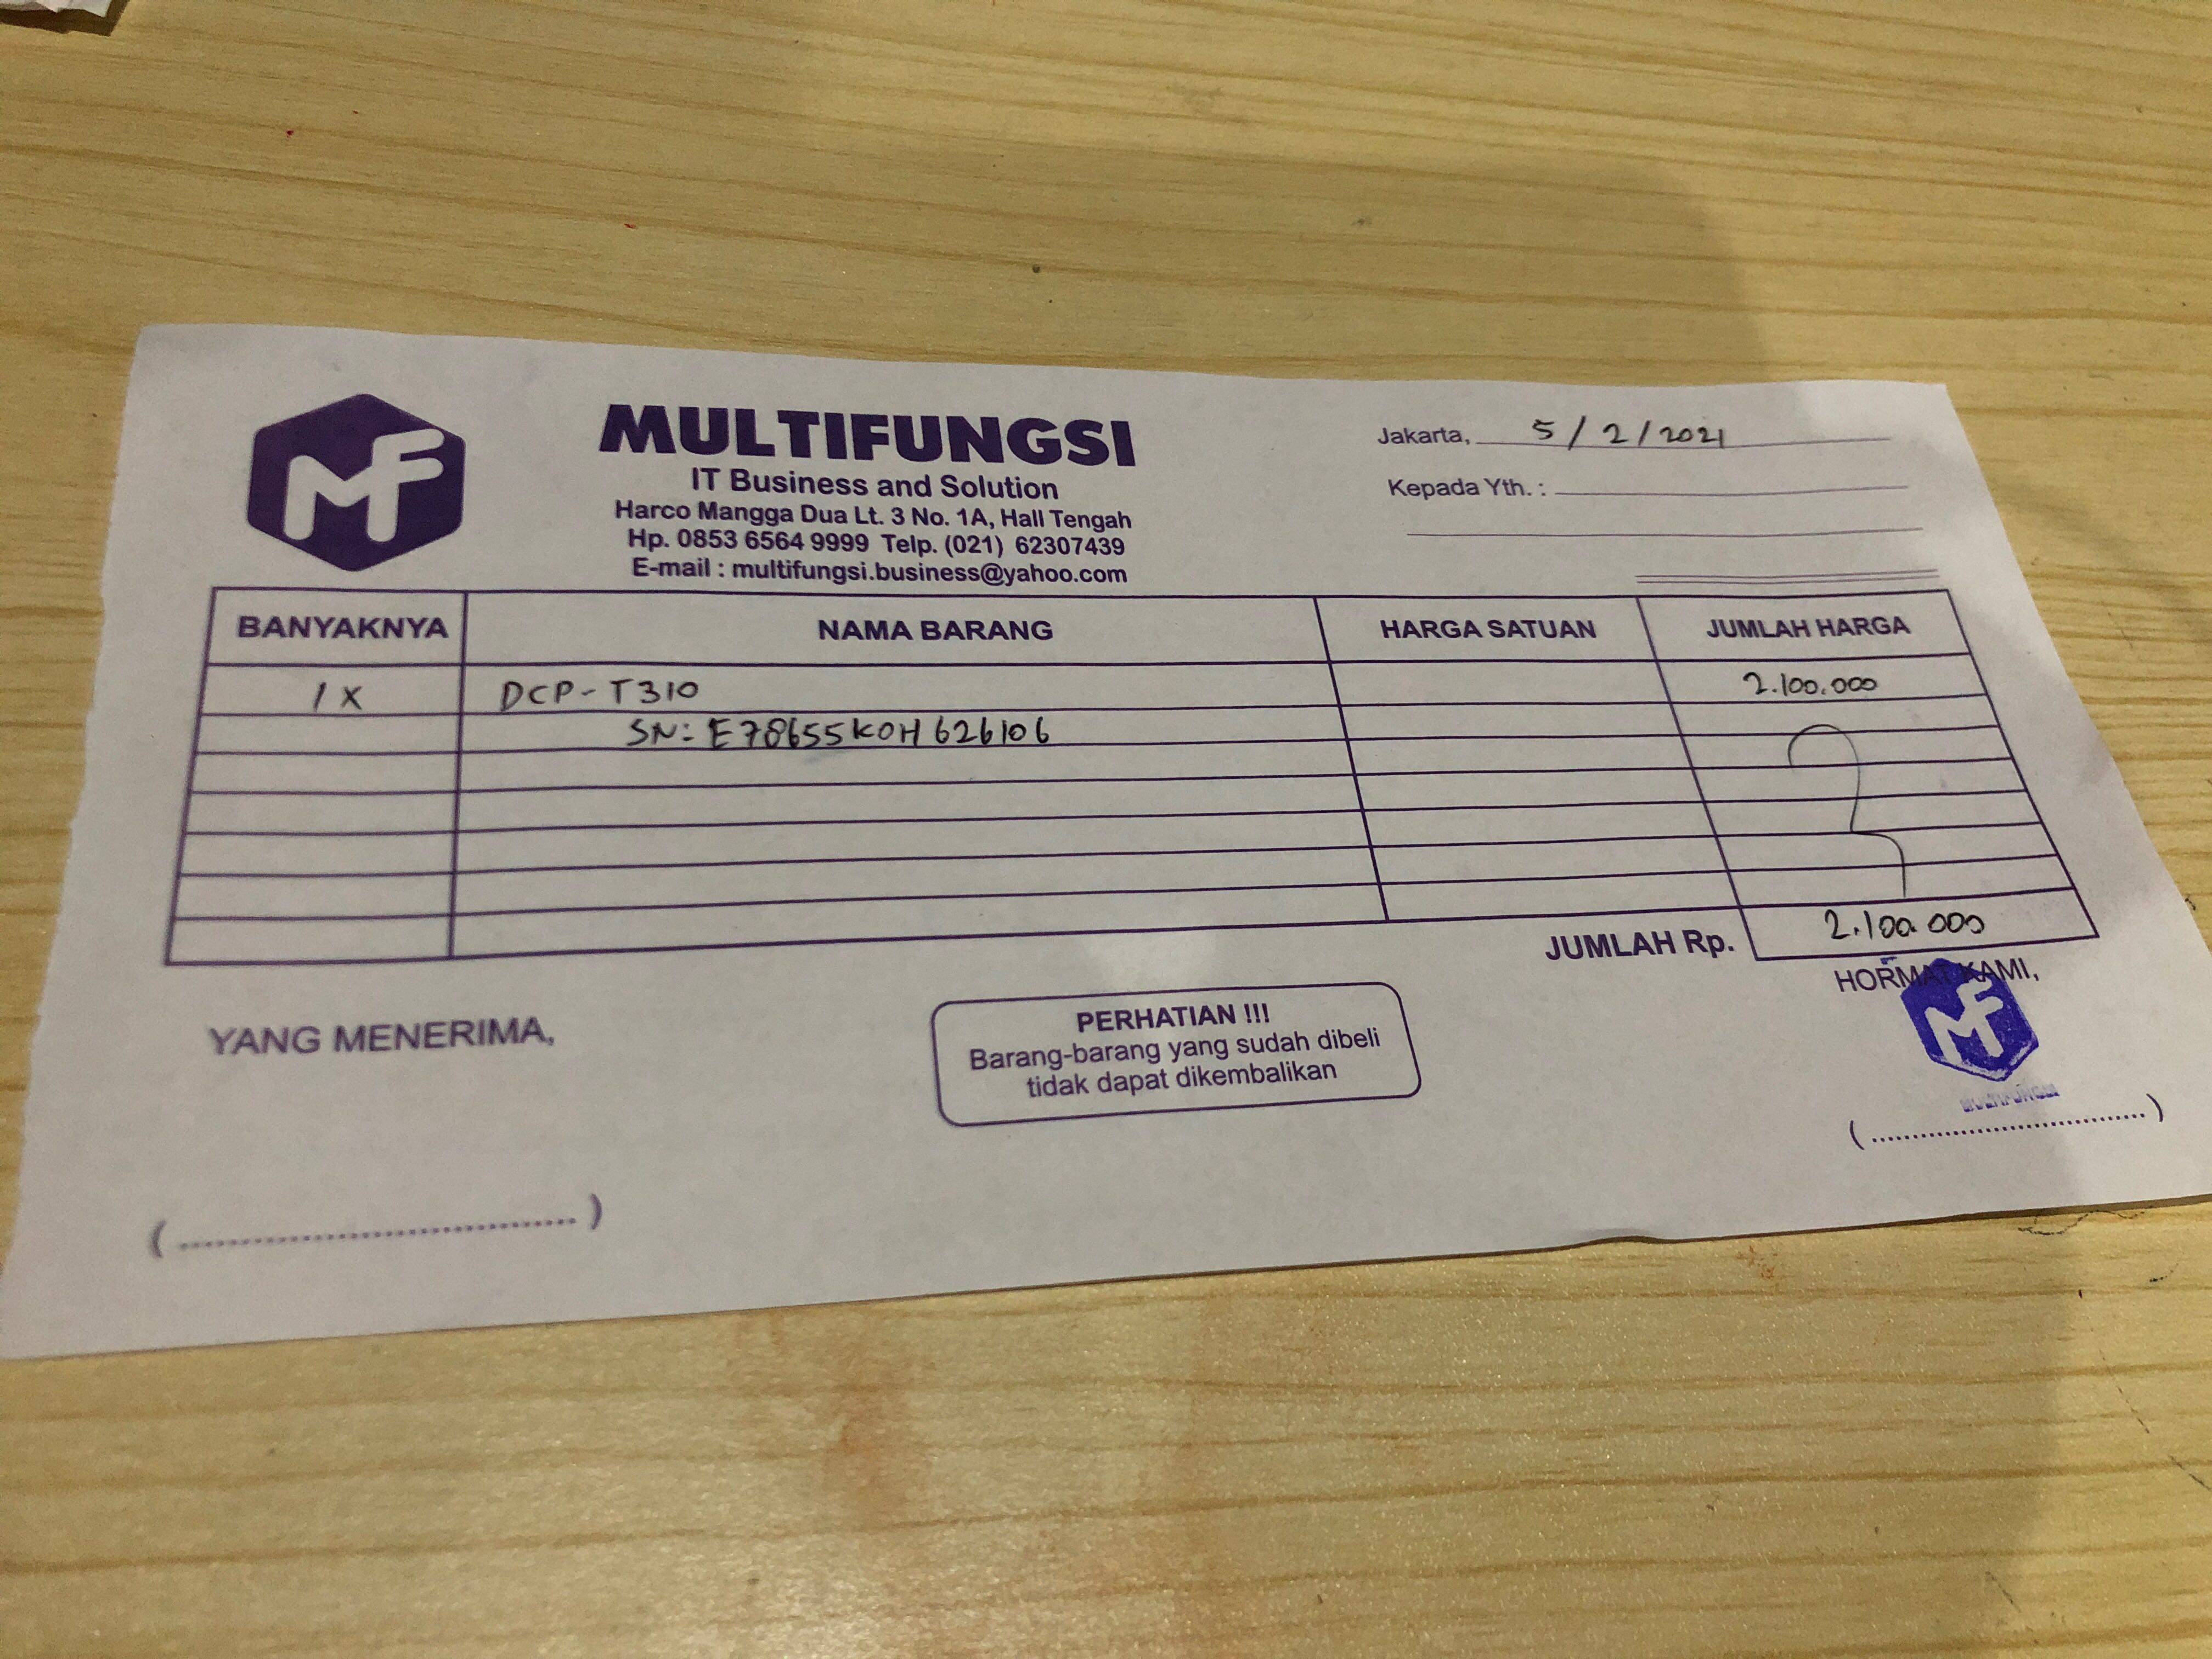 MF
MULTIFUNGSI
IT Business and Solution
Harco Mangga Dua Lt. 3 No. 1A, Hall Tengah
Hp. 0853 6564 9999 Telp. (021) 62307439
E-mail : multifungsi.business@yahoo.com
Jakarta, 5/2/2021
Kepada Yth. :
BANYAKNYA NAMA BARANG HARGA SATUAN JUMLAH HARGA
1 X DCP-T310 2.100.000
SN: E78655K0H626106
JUMLAH Rp. 2.100.000
YANG MENERIMA,
PERHATIAN !!!
Barang-barang yang sudah dibeli
tidak dapat dikembalikan
HORMAT KAMI,
MF
MULTIFUNGSI
(..............................)
(..............................)